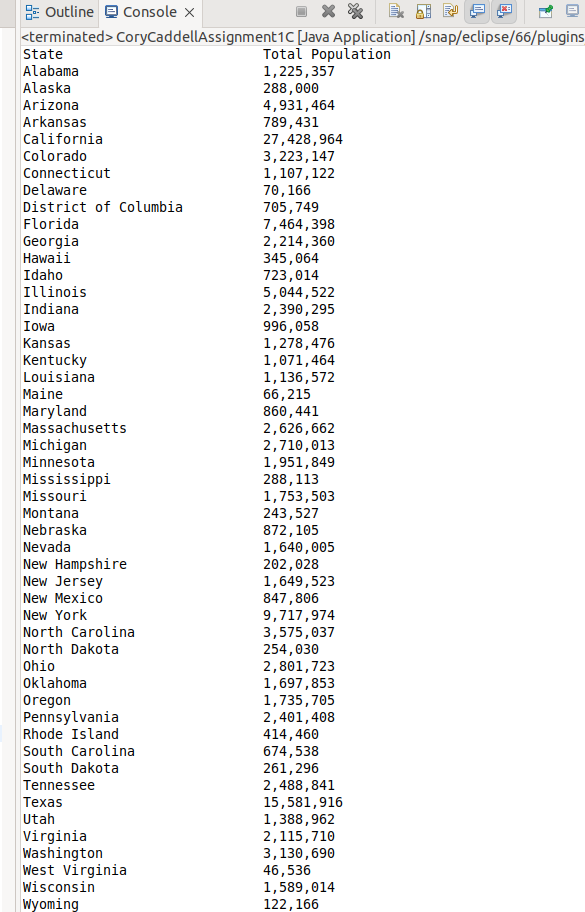 Outline Console
<terminated> CoryCaddellAssignment1C [Java Application] /snap/eclipse/66/plugins
State Total Population
Alabama 1,225,357
Alaska 288,000
Arizona 4,931,464
Arkansas 789,431
California 27,428,964
Colorado 3,223,147
Connecticut 1,107,122
Delaware 70,166
District of Columbia 705,749
Florida 7,464,398
Georgia 2,214,360
Hawaii 345,064
Idaho 723,014
Illinois 5,044,522
Indiana 2,390,295
Iowa 996,058
Kansas 1,278,476
Kentucky 1,071,464
Louisiana 1,136,572
Maine 66,215
Maryland 860,441
Massachusetts 2,626,662
Michigan 2,710,013
Minnesota 1,951,849
Mississippi 288,113
Missouri 1,753,503
Montana 243,527
Nebraska 872,105
Nevada 1,640,005
New Hampshire 202,028
New Jersey 1,649,523
New Mexico 847,806
New York 9,717,974
North Carolina 3,575,037
North Dakota 254,030
Ohio 2,801,723
Oklahoma 1,697,853
Oregon 1,735,705
Pennsylvania 2,401,408
Rhode Island 414,460
South Carolina 674,538
South Dakota 261,296
Tennessee 2,488,841
Texas 15,581,916
Utah 1,388,962
Virginia 2,115,710
Washington 3,130,690
West Virginia 46,536
Wisconsin 1,589,014
Wyoming 122,166